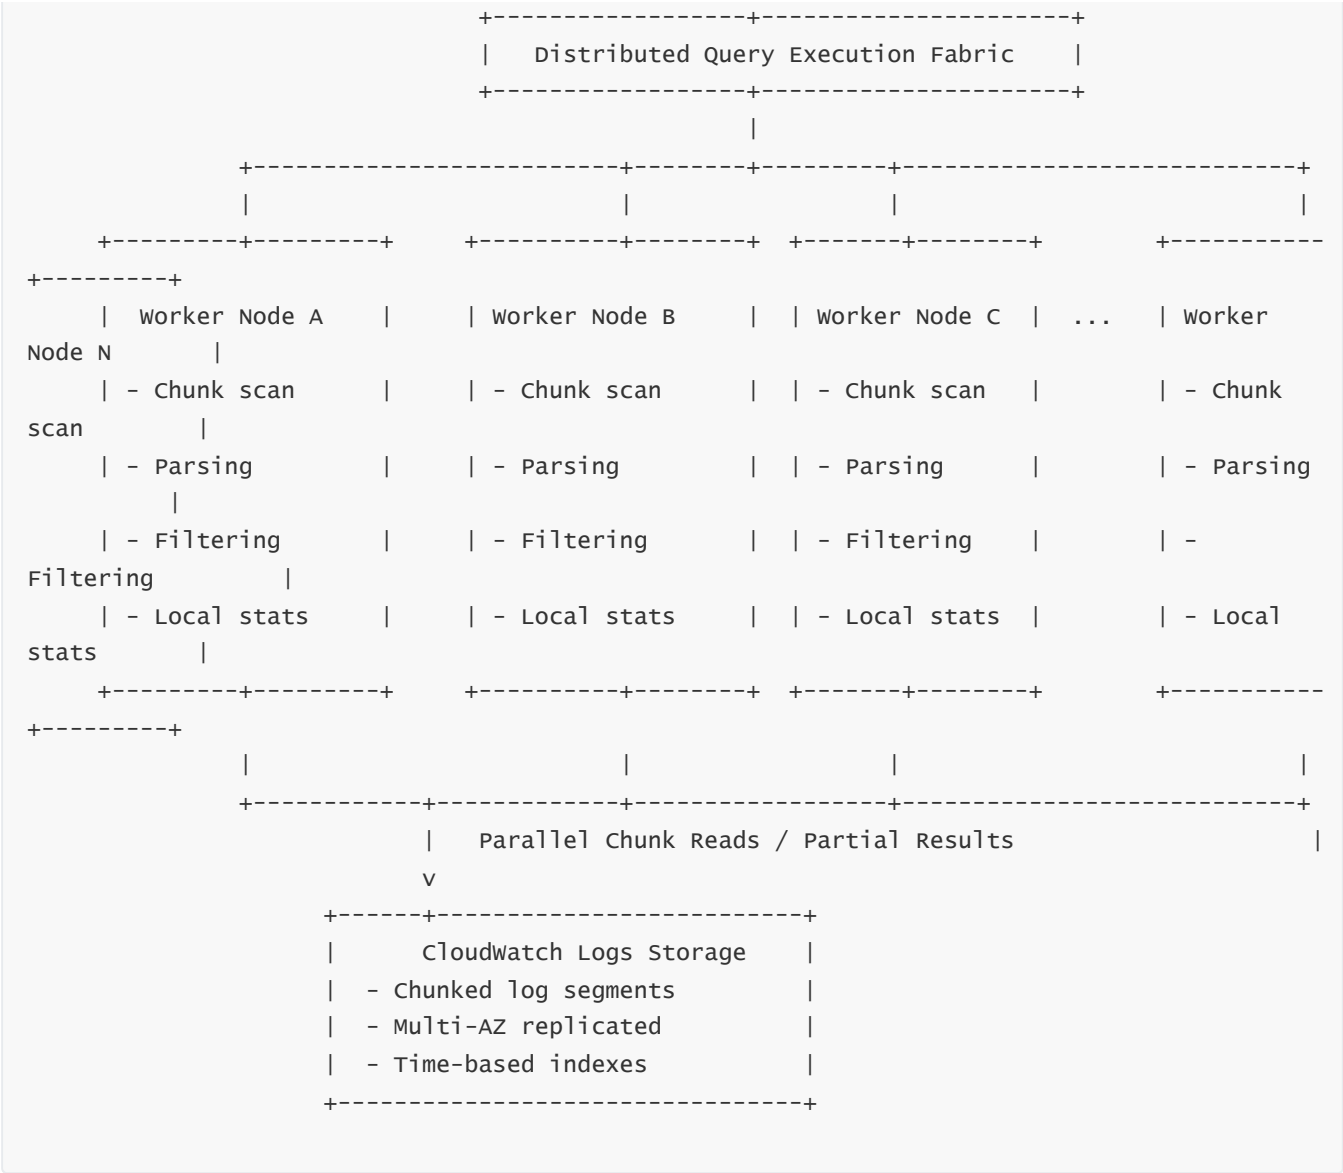 +------------------+----------------------+
                                |   Distributed Query Execution Fabric    |
                                +------------------+----------------------+
                                                   |
               +--------------------------+--------+---------+----------------------------+
               |                          |                  |                            |
     +---------+---------+     +----------+--------+  +-------+--------+        +-----------
+---------+
     |  Worker Node A    |     | Worker Node B     |  | Worker Node C  |  ...   | Worker
Node N       |
     | - Chunk scan      |     | - Chunk scan      |  | - Chunk scan   |        | - Chunk
scan        |
     | - Parsing         |     | - Parsing         |  | - Parsing      |        | - Parsing
          |
     | - Filtering       |     | - Filtering       |  | - Filtering    |        | -
Filtering         |
     | - Local stats     |     | - Local stats     |  | - Local stats  |        | - Local
stats       |
     +---------+---------+     +----------+--------+  +-------+--------+        +-----------
+---------+
               |                          |                  |                            |
               +------------+-------------+------------------+----------------------------+
                            |   Parallel Chunk Reads / Partial Results                     |
                            v
                     +------+--------------------------+
                     |      CloudWatch Logs Storage    |
                     |  - Chunked log segments         |
                     |  - Multi-AZ replicated          |
                     |  - Time-based indexes           |
                     +---------------------------------+